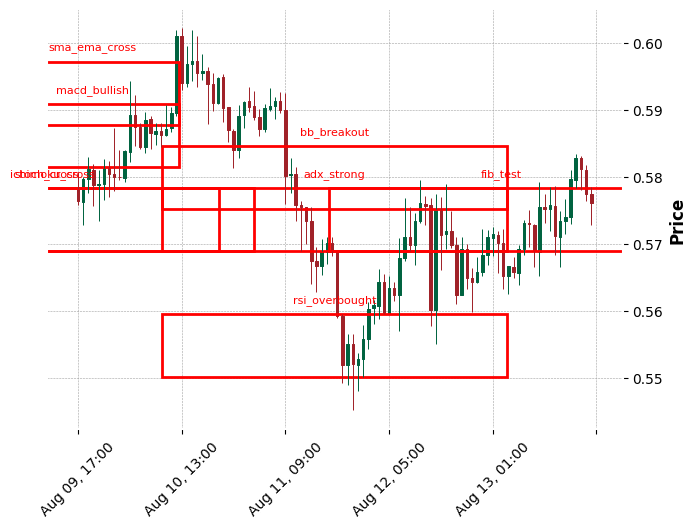 sma_ema_cross
macd_bullish
bb_breakout
adx_strong
fib_test
rsi_overbought
0.60
0.59
0.58
0.57
0.56
0.55
Price
Aug 09, 17:00
Aug 10, 13:00
Aug 11, 09:00
Aug 12, 05:00
Aug 13, 01:00